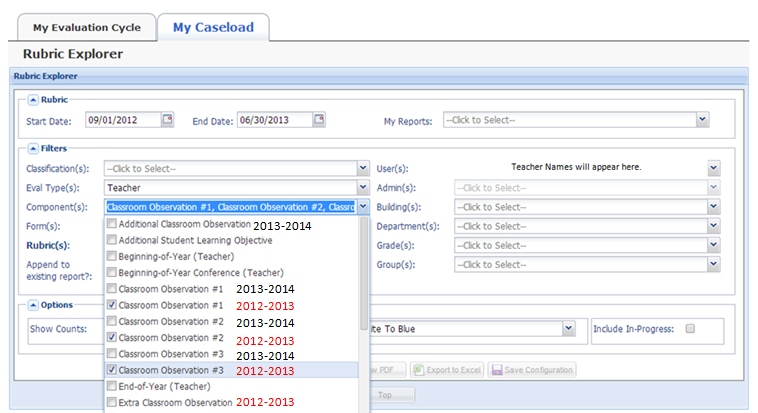 My Evaluation Cycle My Caseload
Rubric Explorer
Rubric Explorer
Rubric
Start Date: 09/01/2012 End Date: 06/30/2013 My Reports: --Click to Select--
Filters
Classification(s): --Click to Select-- User(s): Teacher Names will appear here.
Eval Type(s): Teacher Admin(s): --Click to Select--
Component(s): Classroom Observation #1, Classroom Observation #2, Classro Building(s): --Click to Select--
Form(s): Additional Classroom Observation 2013-2014 Department(s): --Click to Select--
Rubric(s): Additional Student Learning Objective Grade(s): --Click to Select--
Beginning-of-Year (Teacher)
Append to existing report?: Beginning-of-Year Conference (Teacher) Group(s): --Click to Select--
Classroom Observation #1 2013-2014
Options Classroom Observation #1 2012-2013
Classroom Observation #2 2013-2014
Show Counts: ite To Blue Include In-Progress:
Classroom Observation #2 2012-2013
Classroom Observation #3 2013-2014
Classroom Observation #3 2012-2013 w PDF... Export to Excel Save Configuration
End-of-Year (Teacher) Top
Extra Classroom Observation 2012-2013